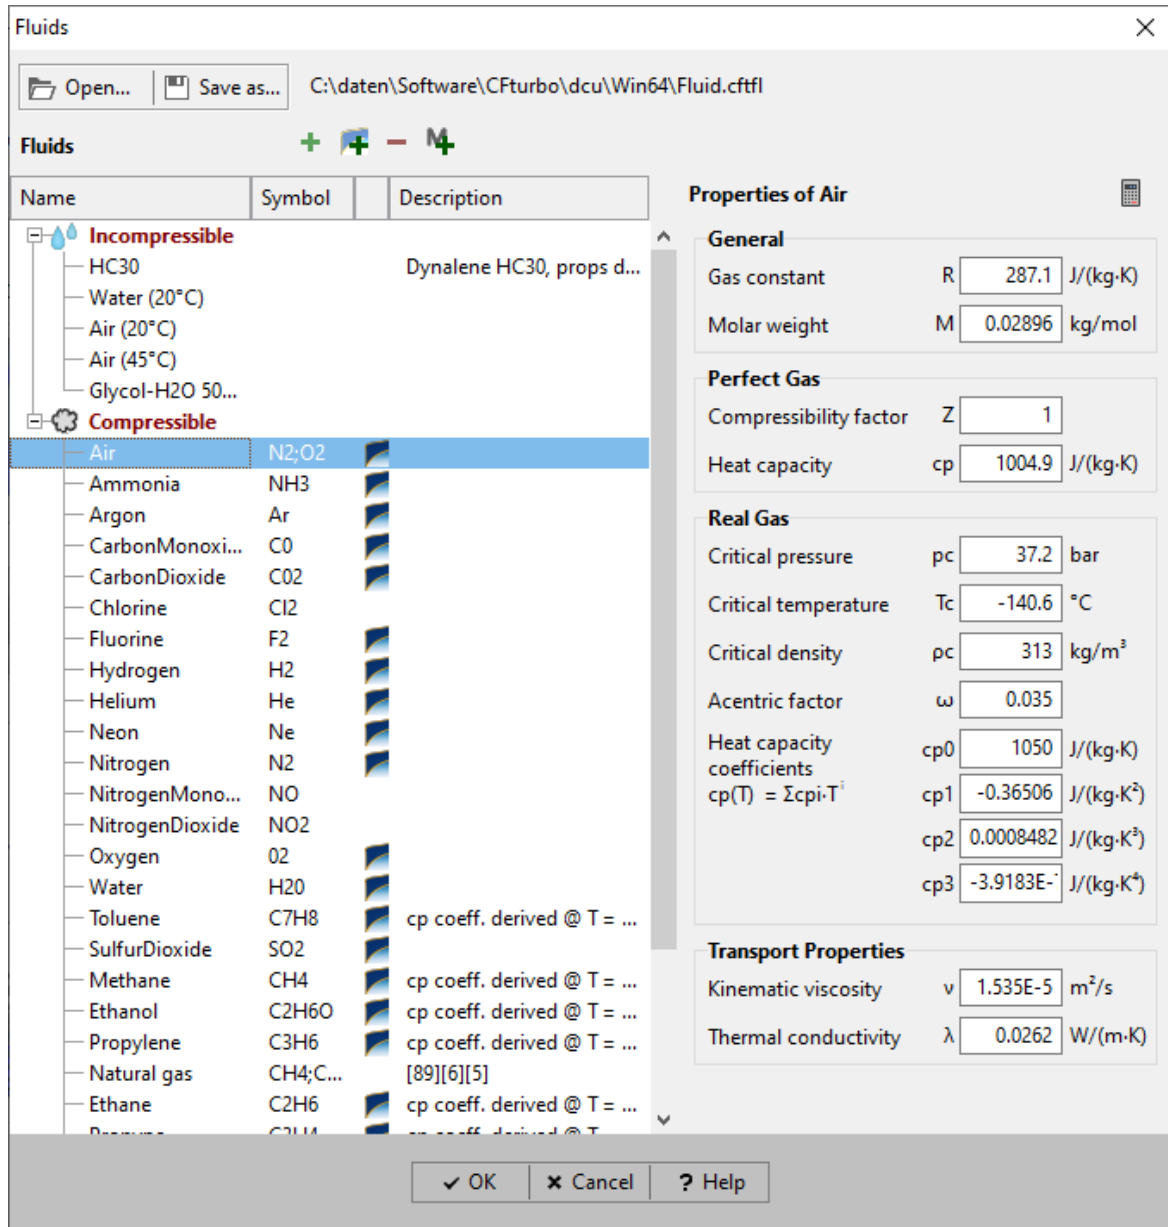 Fluids
Open... Save as... C:\daten\Software\CFturbo\dcu\Win64\Fluid.cftfl
Fluids
Name Symbol Description
Incompressible
HC30 Dynalene HC30, props d...
Water (20°C)
Air (20°C)
Air (45°C)
Glycol-H2O 50...
Compressible
Air N2;O2
Ammonia NH3
Argon Ar
CarbonMonoxi... C0
CarbonDioxide C02
Chlorine Cl2
Fluorine F2
Hydrogen H2
Helium He
Neon Ne
Nitrogen N2
NitrogenMono... NO
NitrogenDioxide NO2
Oxygen 02
Water H20
Toluene C7H8 cp coeff. derived @ T = ...
SulfurDioxide SO2
Methane CH4 cp coeff. derived @ T = ...
Ethanol C2H6O cp coeff. derived @ T = ...
Propylene C3H6 cp coeff. derived @ T = ...
Natural gas CH4;C... [89][6][5]
Ethane C2H6 cp coeff. derived @ T = ...
Properties of Air
General
Gas constant R 287.1 J/(kg·K)
Molar weight M 0.02896 kg/mol
Perfect Gas
Compressibility factor Z 1
Heat capacity cp 1004.9 J/(kg·K)
Real Gas
Critical pressure pc 37.2 bar
Critical temperature Tc -140.6 °C
Critical density ρc 313 kg/m³
Acentric factor ω 0.035
Heat capacity
coefficients
cp(T) = Σcpi·Tⁱ
cp0 1050 J/(kg·K)
cp1 -0.36506 J/(kg·K²)
cp2 0.0008482 J/(kg·K³)
cp3 -3.9183E- J/(kg·K⁴)
Transport Properties
Kinematic viscosity ν 1.535E-5 m²/s
Thermal conductivity λ 0.0262 W/(m·K)
OK Cancel ? Help